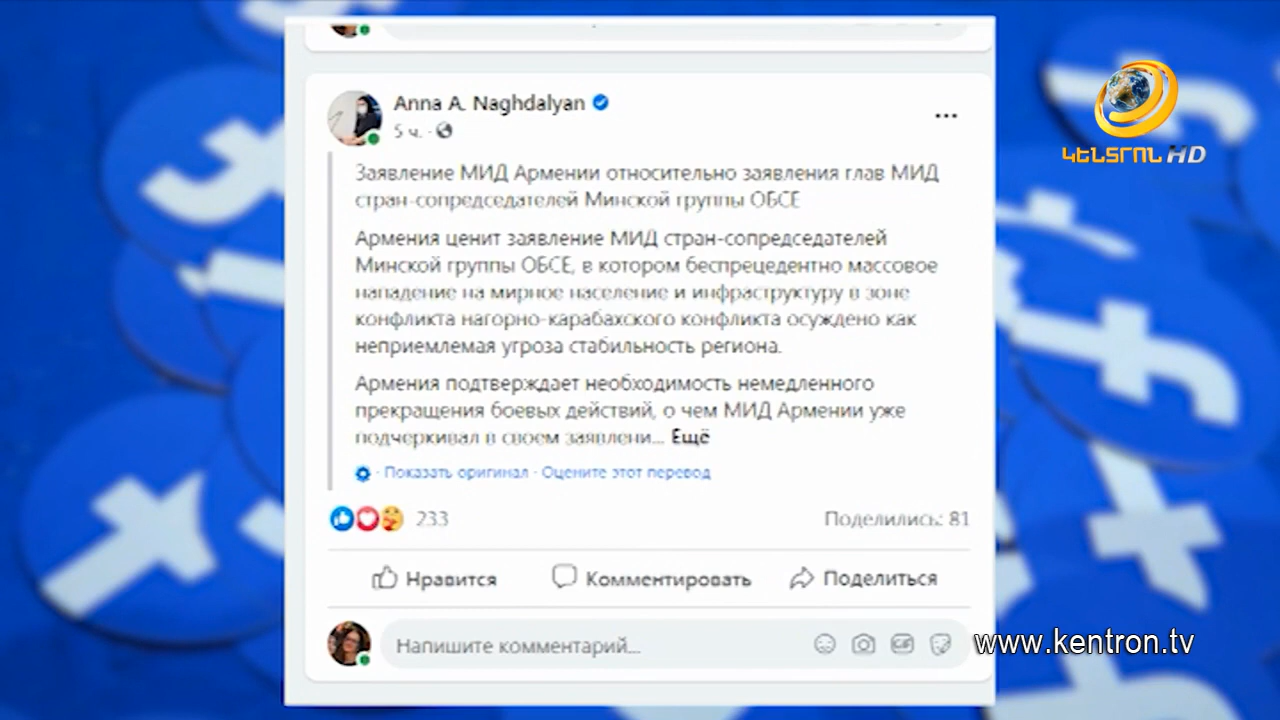 Anna A. Naghdalyan
5 ч.
ԿԵՆՏՐՈՆ HD
Заявление МИД Армении относительно заявления глав МИД
стран-сопредседателей Минской группы ОБСЕ
Армения ценит заявление МИД стран-сопредседателей
Минской группы ОБСЕ, в котором беспрецедентно массовое
нападение на мирное население и инфраструктуру в зоне
конфликта нагорно-карабахского конфликта осуждено как
неприемлемая угроза стабильность региона.
Армения подтверждает необходимость немедленного
прекращения боевых действий, о чем МИД Армении уже
подчеркивал в своем заявлени... Ещё
· Показать оригинал · Оцените этот перевод
233
Поделились: 81
Нравится Комментировать Поделиться
Напишите комментарий...
GIF
www.kentron.tv